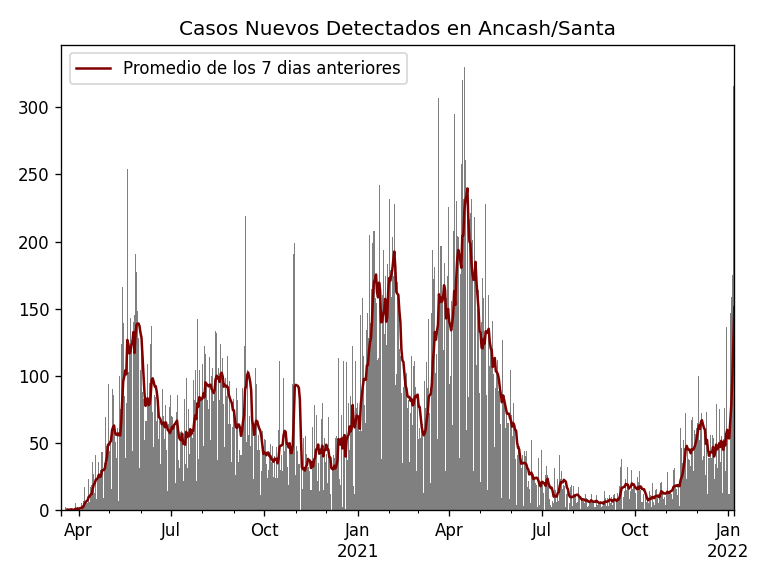 Casos Nuevos Detectados en Ancash/Santa
Promedio de los 7 dias anteriores
300
250
200
150
100
50
0
Apr Jul Oct Jan Apr Jul Oct Jan
2021 2022